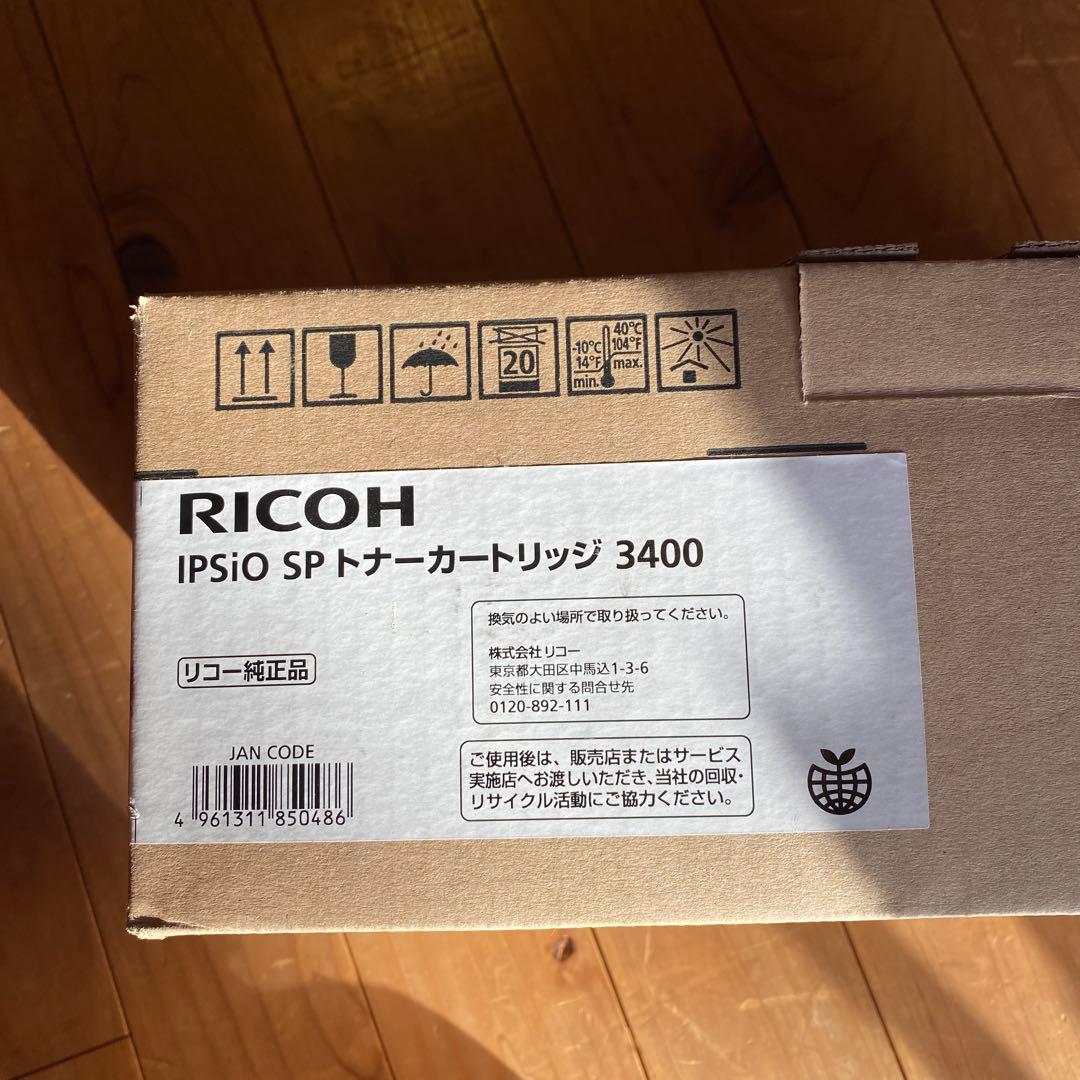 20
-10℃
14°F
min.
40℃
104°F
max.
RICOH
IPSiO SP トナーカートリッジ 3400
換気のよい場所で取り扱ってください。
株式会社リコー
東京都大田区中馬込1-3-6
安全性に関する問合せ先
0120-892-111
リコー純正品
JAN CODE
4 961311 850486
ご使用後は、販売店またはサービス
実施店へお渡しいただき、当社の回収・
リサイクル活動にご協力ください。